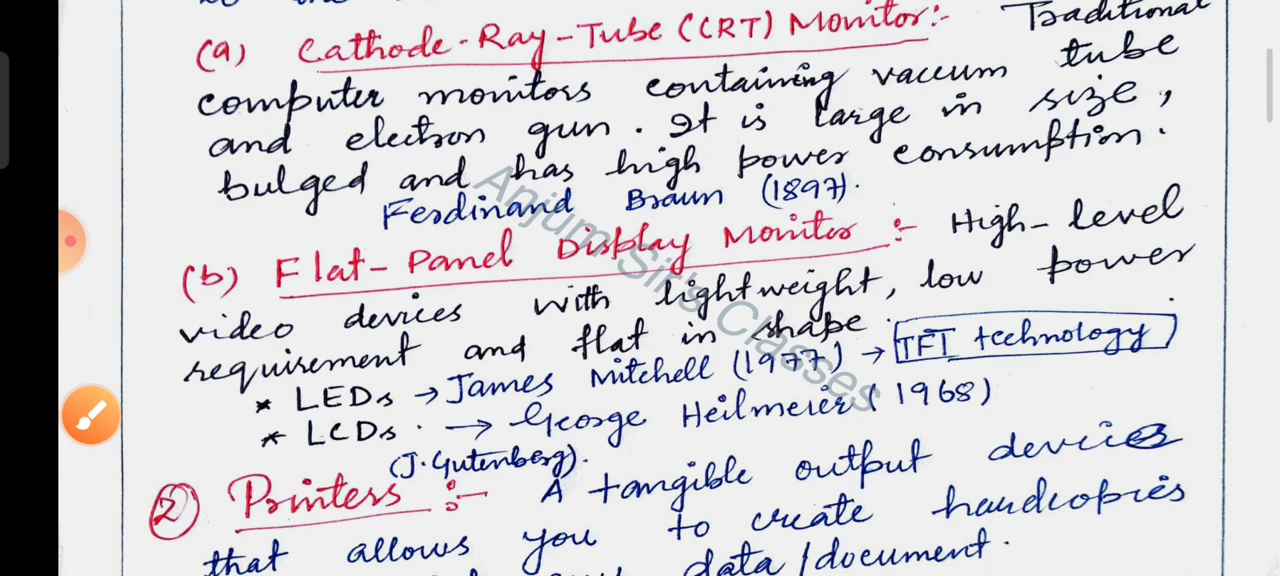 (a) Cathode-Ray-Tube (CRT) Monitor:- Traditional
computer monitors containing vaccum tube
and electron gun. It is large in size,
bulged and has high power consumption.
Ferdinand Braun (1897).
(b) Flat-Panel Display Monitor:- High-level
video devices with lightweight, low power
requirement and flat in shape.
* LEDs → James Mitchell (1977) → TFT technology
* LCDs. → George Heilmeier (1968)
(J. Gutenberg).
(2) Printers:- A tangible output devices
that allows you to create hardcopies
data/document.
Anjum Sir's Classes